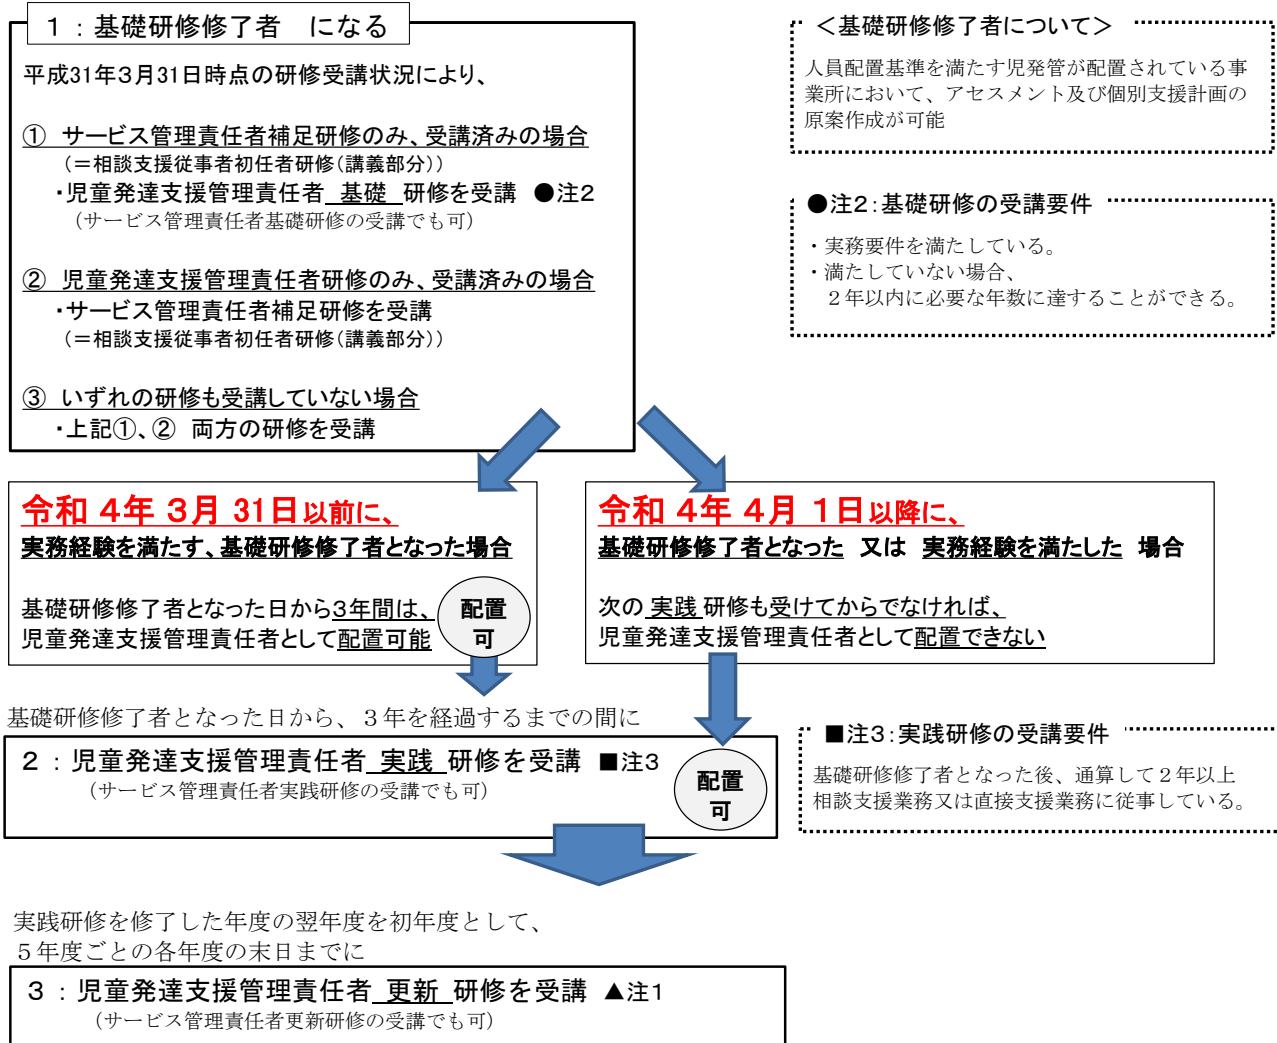 １：基礎研修修了者　になる
平成31年３月31日時点の研修受講状況により、
①　サービス管理責任者補足研修のみ、受講済みの場合
（＝相談支援従事者初任者研修（講義部分））
・児童発達支援管理責任者 基礎 研修を受講　●注２
（サービス管理責任者基礎研修の受講でも可）
②　児童発達支援管理責任者研修のみ、受講済みの場合
・サービス管理責任者補足研修を受講
（＝相談支援従事者初任者研修（講義部分））
③　いずれの研修も受講していない場合
・上記①、②　両方の研修を受講
＜基礎研修修了者について＞
人員配置基準を満たす児発管が配置されている事
業所において、アセスメント及び個別支援計画の
原案作成が可能
●注２：基礎研修の受講要件
・実務要件を満たしている。
・満たしていない場合、
２年以内に必要な年数に達することができる。
令和 ４年 ３月 31日以前に、
実務経験を満たす、基礎研修修了者となった場合
基礎研修修了者となった日から３年間は、
児童発達支援管理責任者として配置可能
配置
可
令和 ４年 ４月 １日以降に、
基礎研修修了者となった　又は　実務経験を満たした　場合
次の 実践 研修も受けてからでなければ、
児童発達支援管理責任者として配置できない
基礎研修修了者となった日から、３年を経過するまでの間に
２：児童発達支援管理責任者 実践 研修を受講　■注３
（サービス管理責任者実践研修の受講でも可）
配置
可
■注３：実践研修の受講要件
基礎研修修了者となった後、通算して２年以上
相談支援業務又は直接支援業務に従事している。
実践研修を修了した年度の翌年度を初年度として、
５年度ごとの各年度の末日までに
３：児童発達支援管理責任者 更新 研修を受講　▲注１
（サービス管理責任者更新研修の受講でも可）